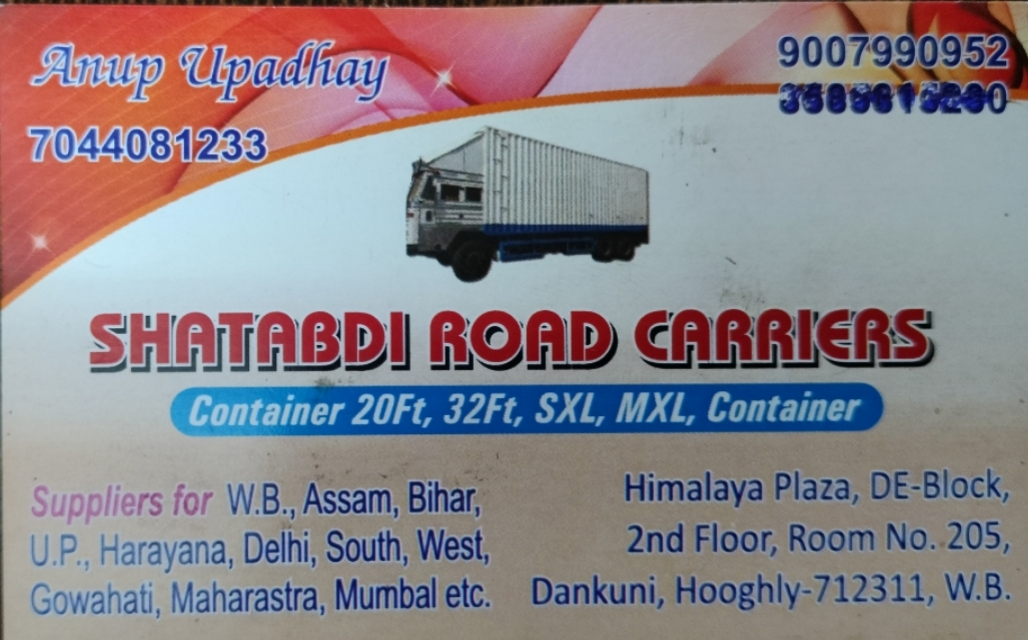 Anup Upadhay
7044081233
9007990952
SHATABDI ROAD CARRIERS
Container 20Ft, 32Ft, SXL, MXL, Container
Suppliers for W.B., Assam, Bihar,
U.P., Harayana, Delhi, South, West,
Gowahati, Maharastra, Mumbal etc.
Himalaya Plaza, DE-Block,
2nd Floor, Room No. 205,
Dankuni, Hooghly-712311, W.B.